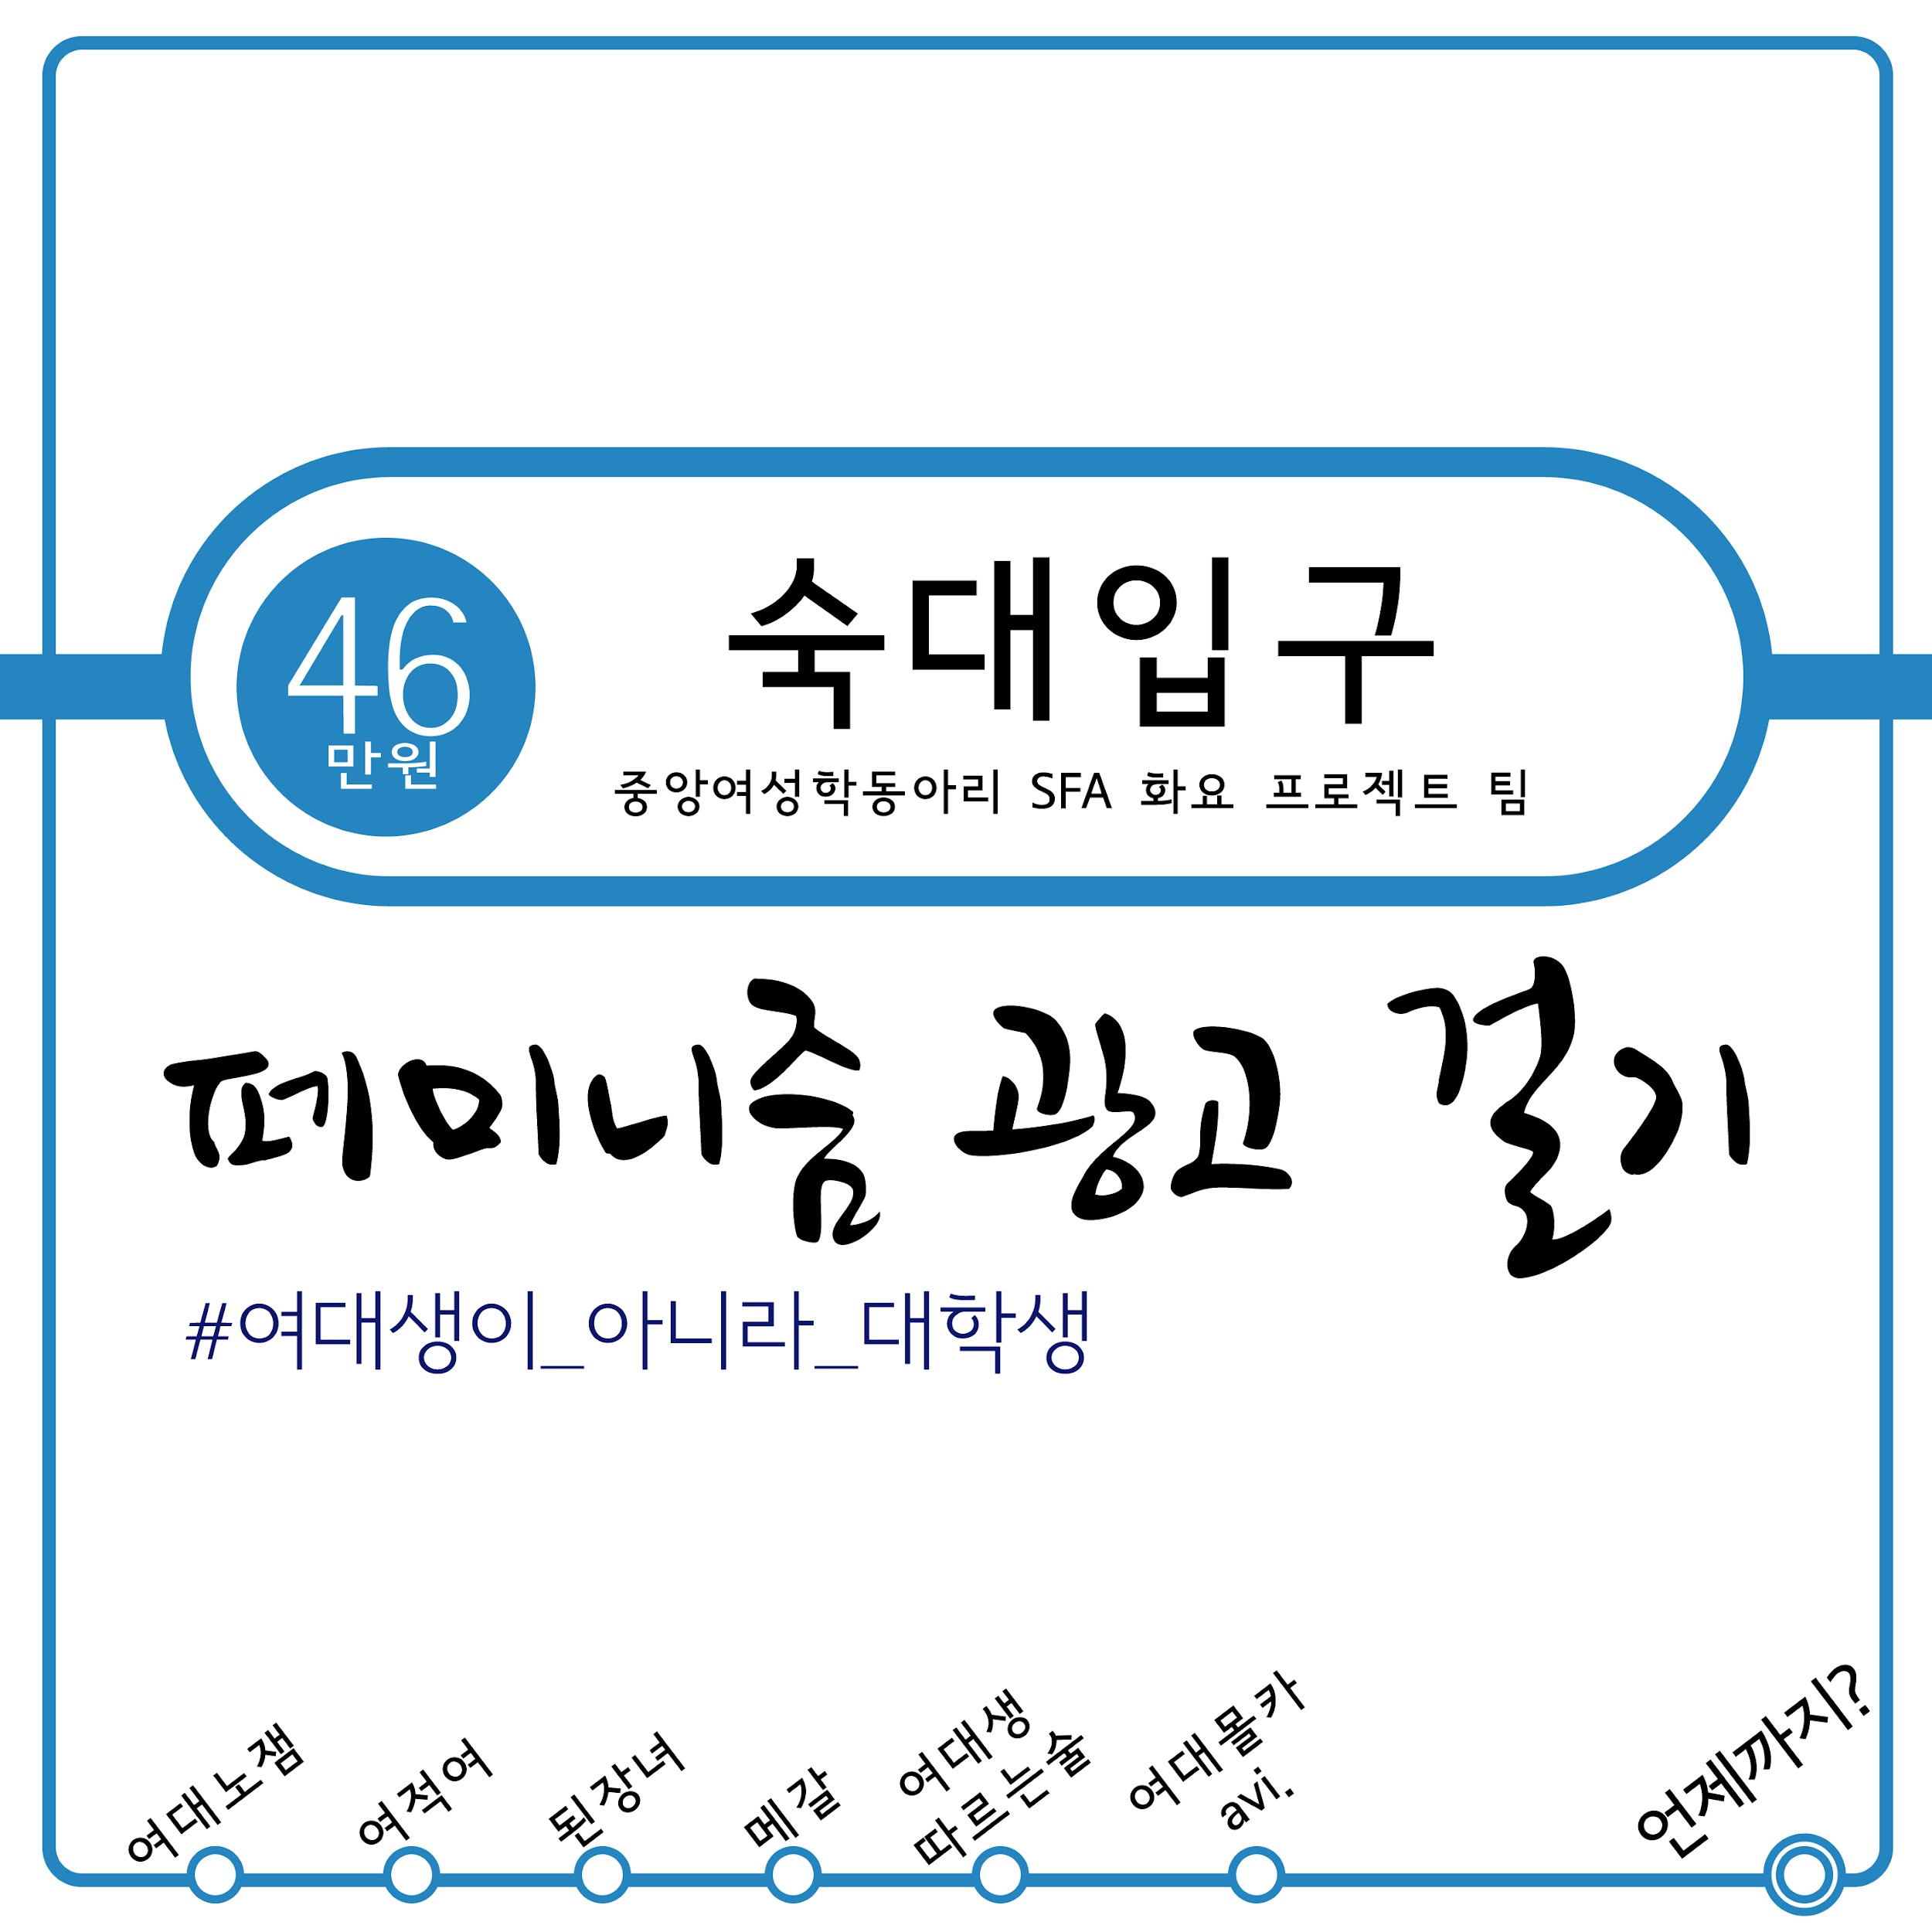 46
만원
숙대입구
중앙여성학동아리 SFA 화요 프로젝트 팀
페미니즘 광고 걸기
#여대생이_아니라_대학생
여대노콘
여적여
된장녀
메갈
여대생
따르는술
여대몰카
avi.
언제까지?